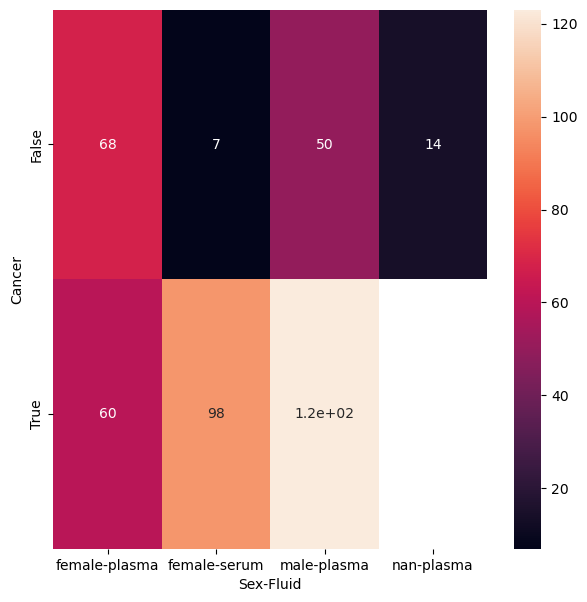 120
100
80
60
40
20
False
True
Cancer
68 7 50 14
60 98 1.2e+02
female-plasma female-serum male-plasma nan-plasma
Sex-Fluid